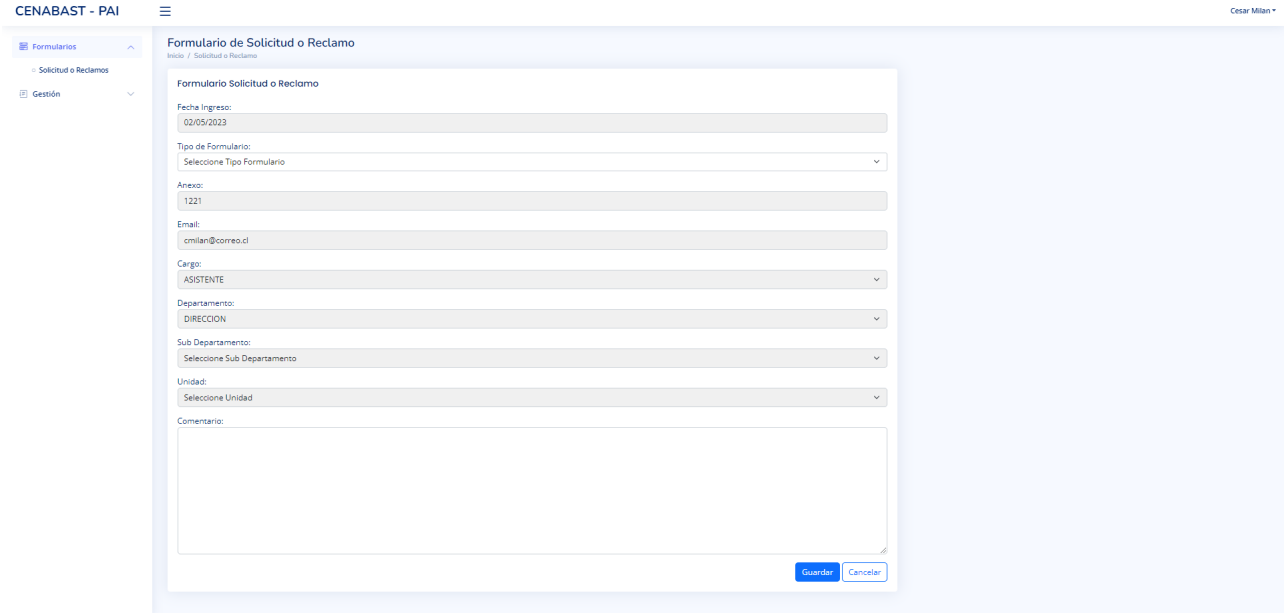 CENABAST - PAI
Cesar Milan
Formularios
Solicitud o Reclamos
Gestión
Formulario de Solicitud o Reclamo
Inicio / Solicitud o Reclamo
Formulario Solicitud o Reclamo
Fecha Ingreso:
02/05/2023
Tipo de Formulario:
Seleccione Tipo Formulario
Anexo:
1221
Email:
cmilan@correo.cl
Cargo:
ASISTENTE
Departamento:
DIRECCION
Sub Departamento:
Seleccione Sub Departamento
Unidad:
Seleccione Unidad
Comentario:
Guardar Cancelar